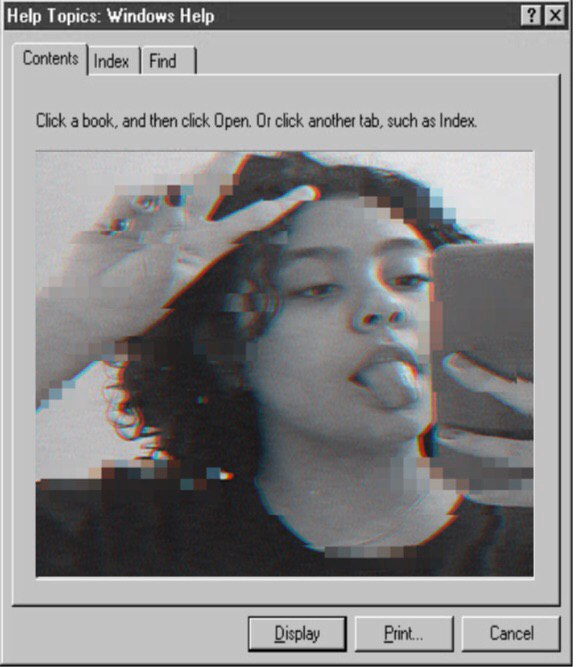 Help Topics: Windows Help
Contents Index Find
Click a book, and then click Open. Or click another tab, such as Index.
Display Print... Cancel